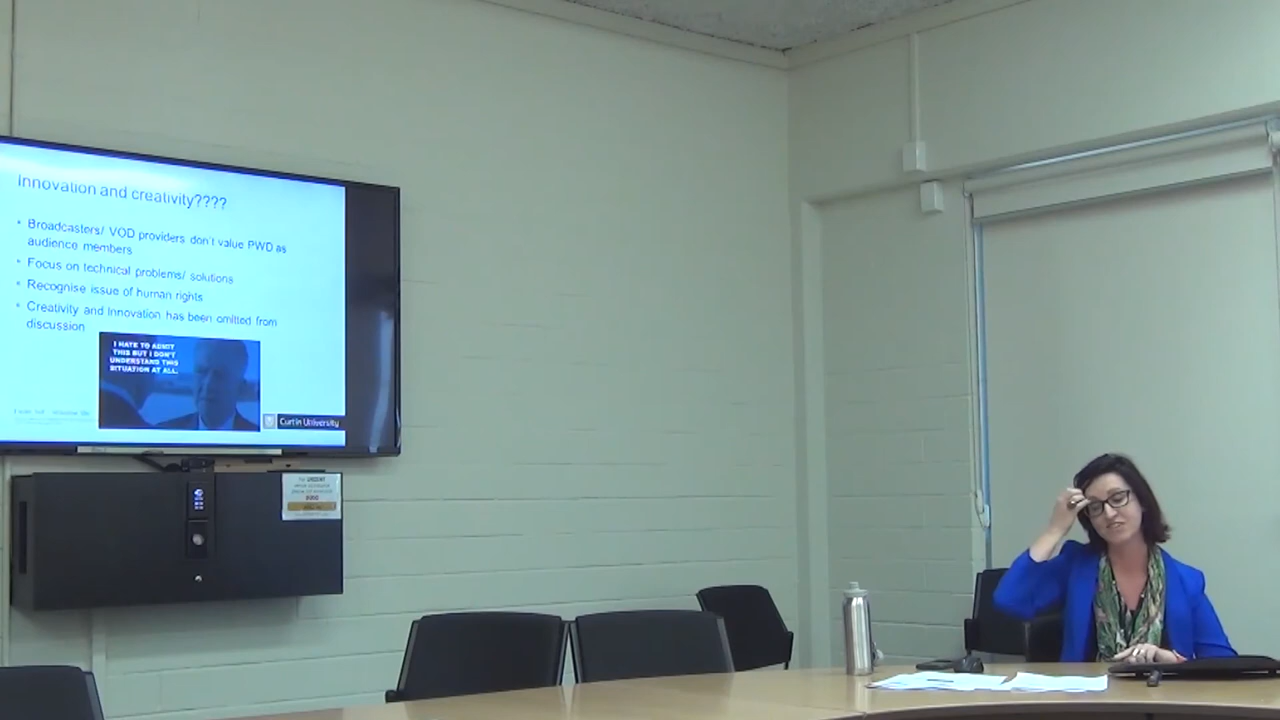 Innovation and creativity????
• Broadcasters/ VOD providers don't value PWD as
audience members
• Focus on technical problems/ solutions
• Recognise issue of human rights
• Creativity and Innovation has been omitted from
discussion
I HATE TO ADMIT
THIS BUT I DON'T
UNDERSTAND THIS
SITUATION AT ALL.
Curtin University
For URGENT